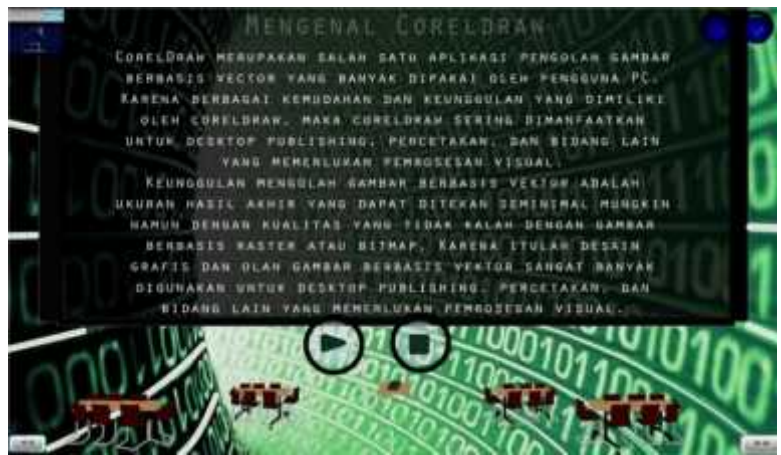 MENGENAL CORELDRAW
CORELDRAW MERUPAKAN SALAH SATU APLIKASI PENGOLAH GAMBAR
BERBASIS VECTOR YANG BANYAK DIPAKAI OLEH PENGGUNA PC.
KARENA BERBAGAI KEMUDAHAN DAN KEUNGGULAN YANG DIMILIKI
OLEH CORELDRAW, MAKA CORELDRAW SERING DIMANFAATKAN
UNTUK DESKTOP PUBLISHING, PERCETAKAN, DAN BIDANG LAIN
YANG MEMERLUKAN PEMROSESAN VISUAL.
KEUNGGULAN MENGOLAH GAMBAR BERBASIS VEKTOR ADALAH
UKURAN HASIL AKHIR YANG DAPAT DITEKAN SEMINIMAL MUNGKIN
NAMUN DENGAN KUALITAS YANG TIDAK KALAH DENGAN GAMBAR
BERBASIS RASTER ATAU BITMAP. KARENA ITULAH DESAIN
GRAFIS DAN OLAH GAMBAR BERBASIS VEKTOR SANGAT BANYAK
DIGUNAKAN UNTUK DESKTOP PUBLISHING, PERCETAKAN, DAN
BIDANG LAIN YANG MEMERLUKAN PEMROSESAN VISUAL.